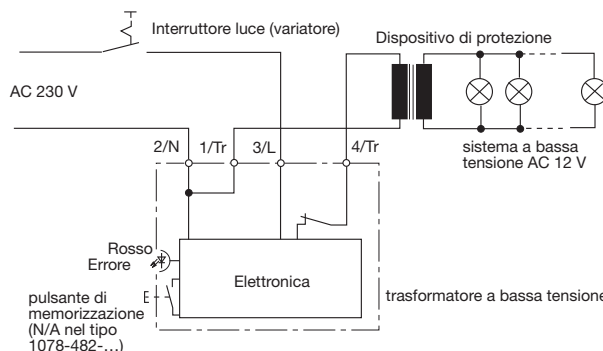 Interruttore luce (variatore)
Dispositivo di protezione
AC 230 V
2/N
1/Tr
3/L
4/Tr
sistema a bassa
tensione AC 12 V
Rosso
Errore
Elettronica
pulsante di
memorizzazione
(N/A nel tipo
1078-482-...)
trasformatore a bassa tensione